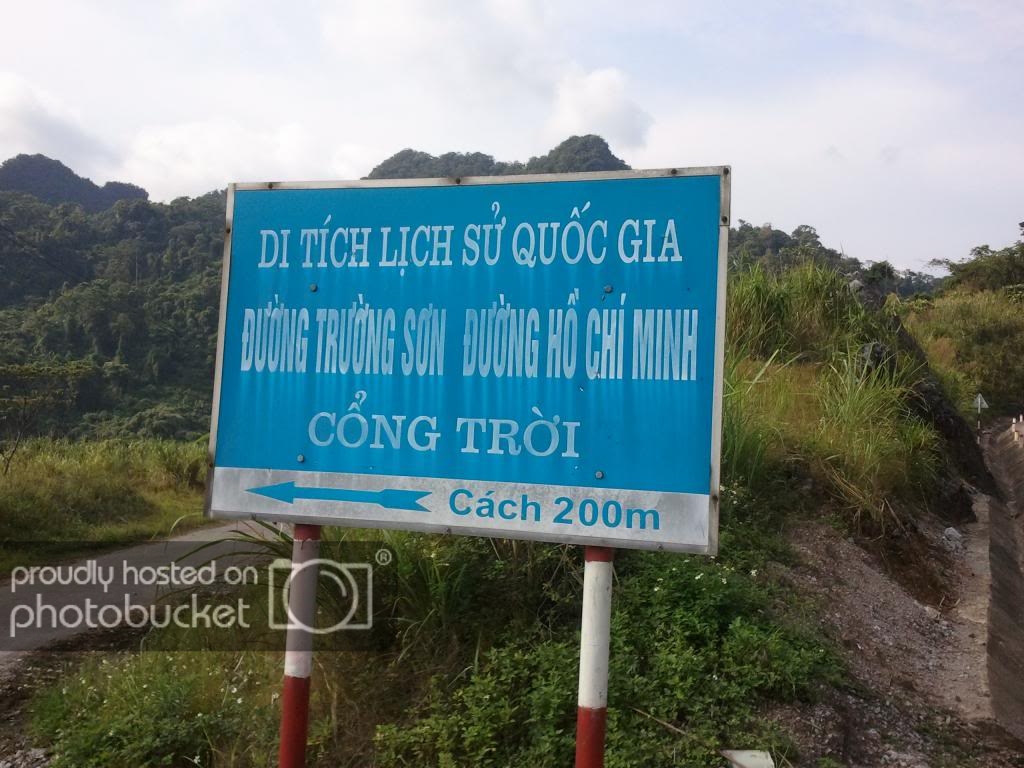 DI TÍCH LỊCH SỬ QUỐC GIA
ĐƯỜNG TRƯỜNG SƠN ĐƯỜNG HỒ CHÍ MINH
CỔNG TRỜI
Cách 200m
proudly hosted on
photobucket ®